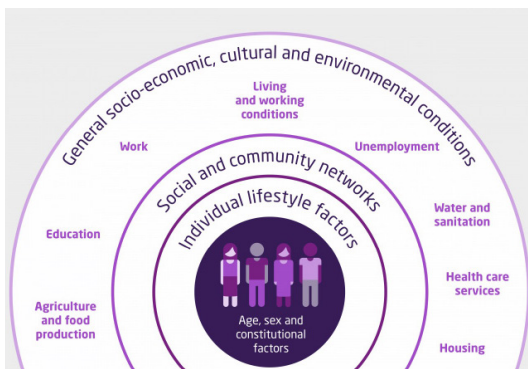 General socio-economic, cultural and environmental conditions
Living
and working
conditions
Work
Unemployment
Social and community networks
Individual lifestyle factors
Water and
sanitation
Education
Health care
services
Agriculture
and food
production
Age, sex and
constitutional
factors
Housing